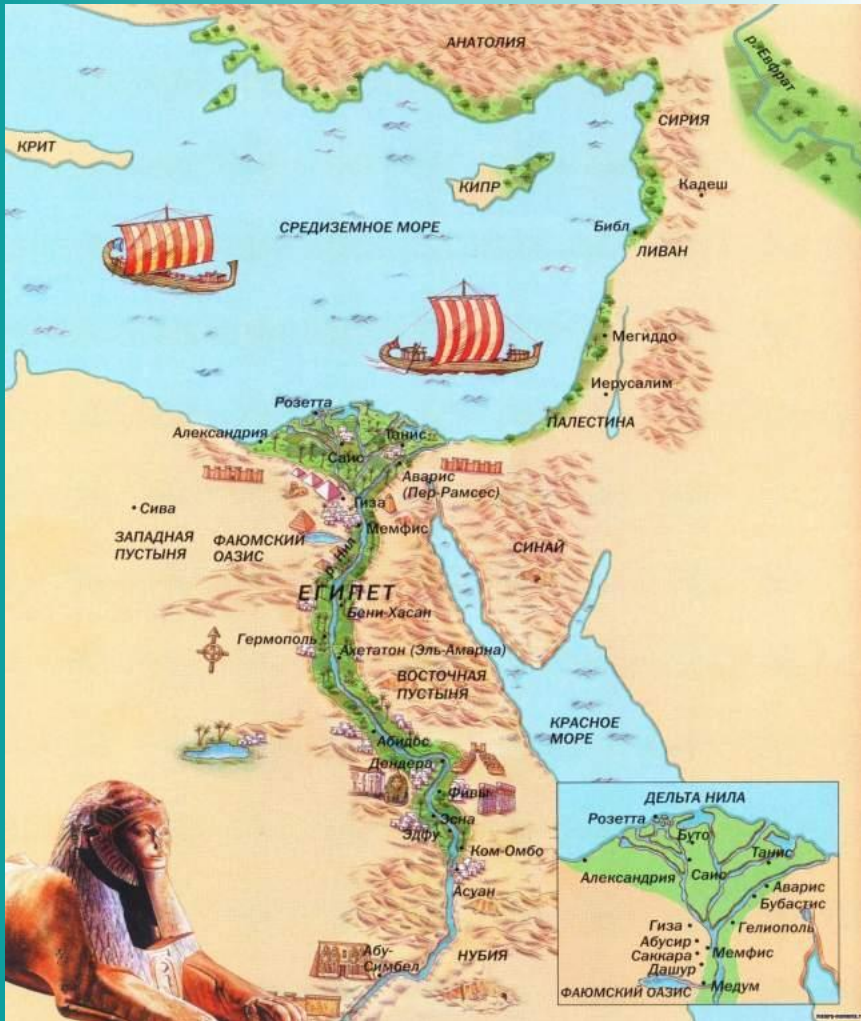 АНАТОЛИЯ
р. Евфрат
СИРИЯ
КРИТ
КИПР
Кадеш
СРЕДИЗЕМНОЕ МОРЕ
Библ
ЛИВАН
Мегиддо
Иерусалим
ПАЛЕСТИНА
Розетта
Александрия
Танис
Саис
Аварис
(Пер-Рамсес)
Гиза
Сива
Мемфис
ЗАПАДНАЯ
ПУСТЫНЯ
ФАЮМСКИЙ
ОАЗИС
р. Нил
СИНАЙ
ЕГИПЕТ
Бени-Хасан
Гермополь
Ахетатон (Эль-Амарна)
ВОСТОЧНАЯ
ПУСТЫНЯ
КРАСНОЕ
МОРЕ
Абидос
Дендера
Фивы
Эсна
Эдфу
Ком-Омбо
Асуан
Абу-
Симбел
НУБИЯ
ДЕЛЬТА НИЛА
Розетта
Буто
Танис
Александрия
Саис
Аварис
Бубастис
Гиза
Гелиополь
Абусир
Мемфис
Саккара
Дашур
Медум
ФАЮМСКИЙ ОАЗИС